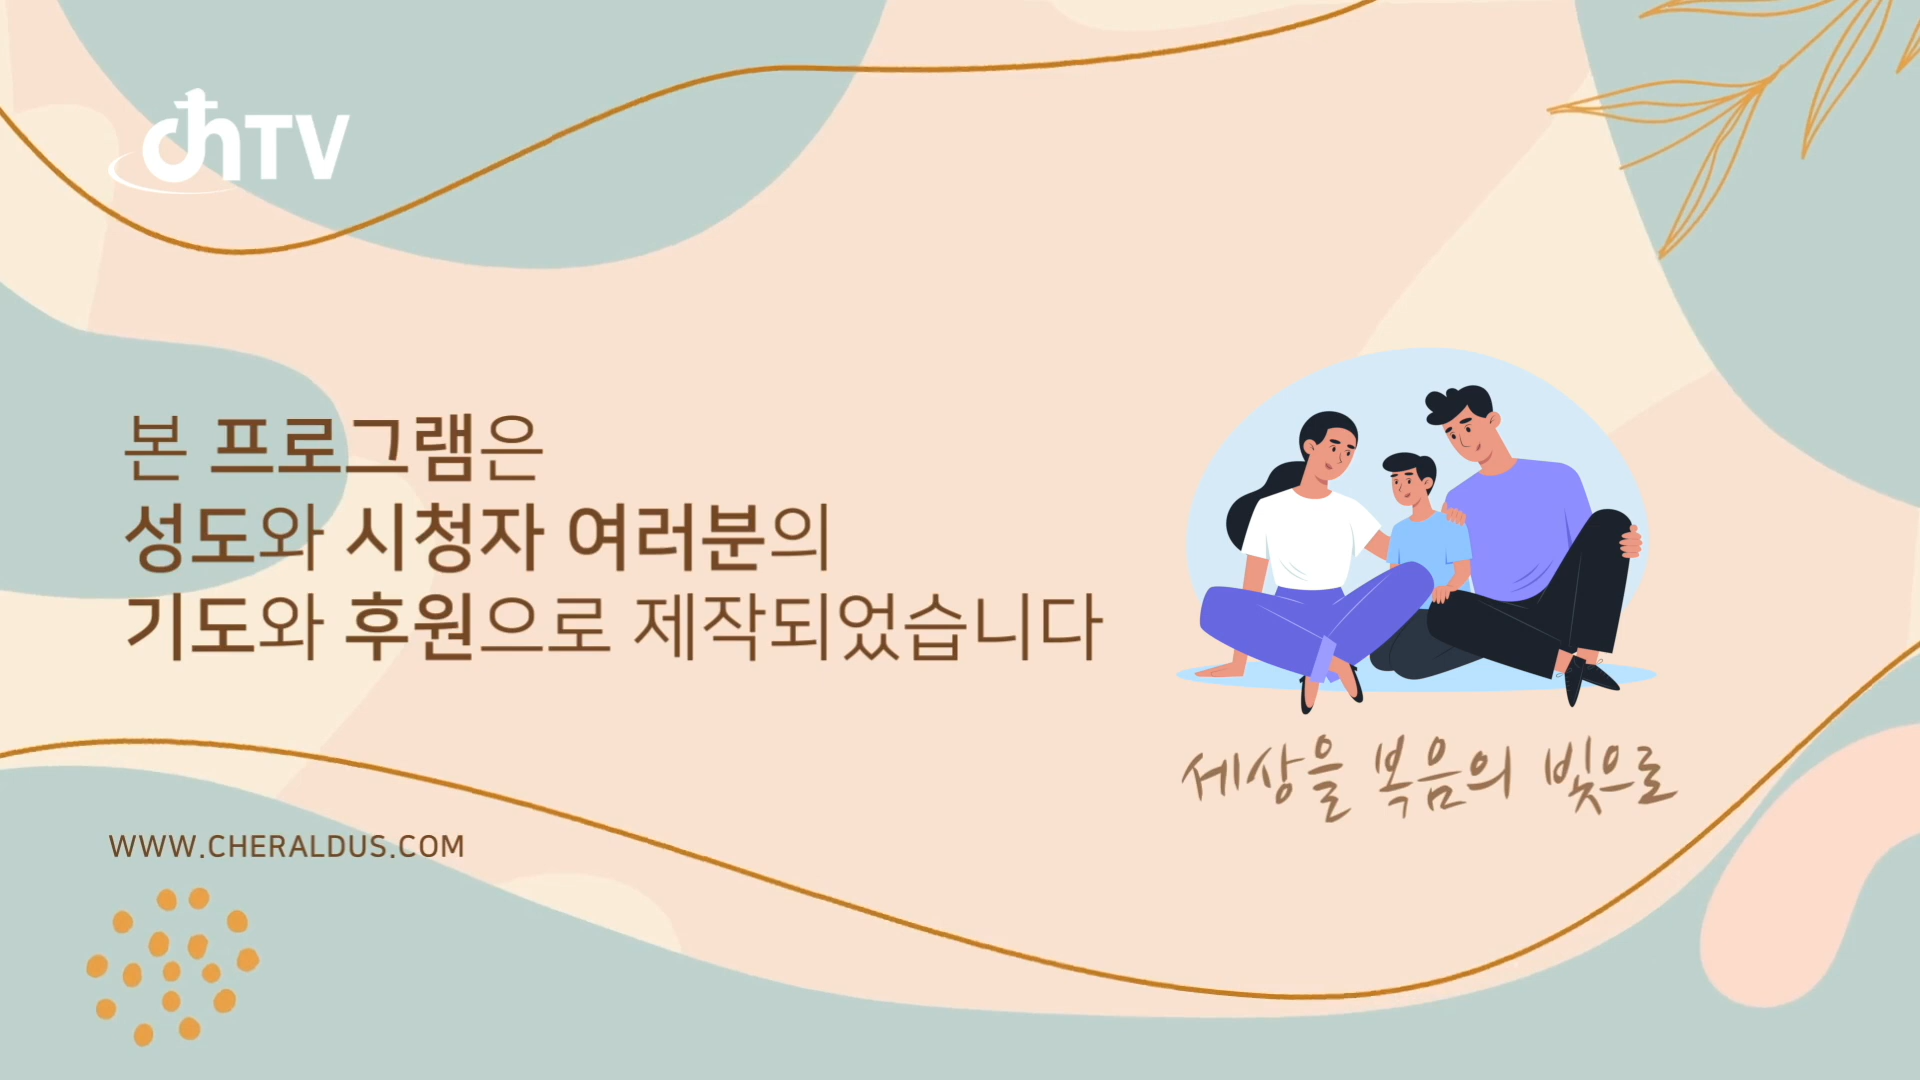 chTV
본 프로그램은
성도와 시청자 여러분의
기도와 후원으로 제작되었습니다
세상을 복음의 빛으로
WWW.CHERALDUS.COM